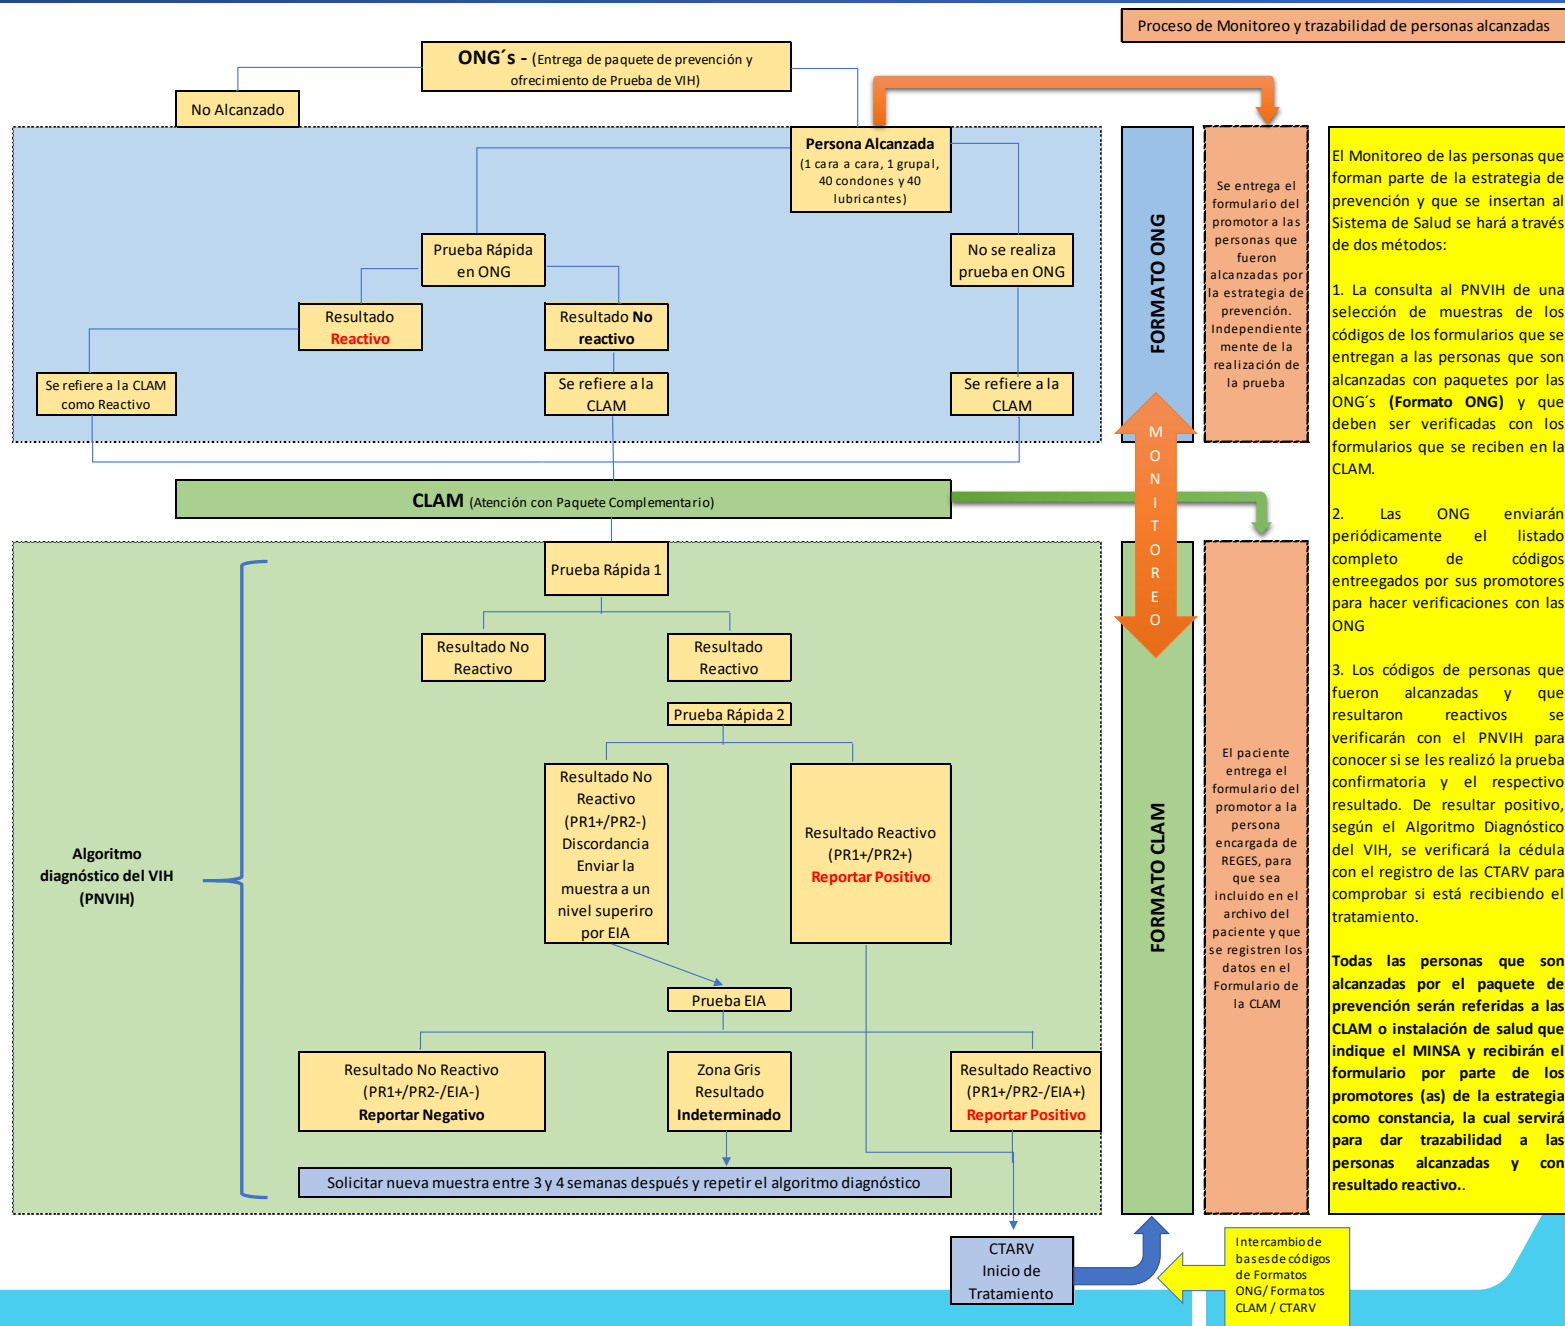 Proceso de Monitoreo y trazabilidad de personas alcanzadas
ONG´s - (Entrega de paquete de prevención y
ofrecimiento de Prueba de VIH)
No Alcanzado
Persona Alcanzada
(1 cara a cara, 1 grupal,
40 condones y 40
lubricantes)
Prueba Rápida
en ONG
No se realiza
prueba en ONG
Resultado
Reactivo
Resultado No
reactivo
Se refiere a la CLAM
como Reactivo
Se refiere a la
CLAM
Se refiere a la
CLAM
CLAM (Atención con Paquete Complementario)
Prueba Rápida 1
Resultado No
Reactivo
Resultado
Reactivo
Prueba Rápida 2
Resultado No
Reactivo
(PR1+/PR2-)
Discordancia
Enviar la
muestra a un
nivel superiro
por EIA
Resultado Reactivo
(PR1+/PR2+)
Reportar Positivo
Algoritmo
diagnóstico del VIH
(PNVIH)
Prueba EIA
Resultado No Reactivo
(PR1+/PR2-/EIA-)
Reportar Negativo
Zona Gris
Resultado
Indeterminado
Resultado Reactivo
(PR1+/PR2-/EIA+)
Reportar Positivo
Solicitar nueva muestra entre 3 y 4 semanas después y repetir el algoritmo diagnóstico
CTARV
Inicio de
Tratamiento
FORMATO ONG
MONITOREO
FORMATO CLAM
Se entrega el
formulario del
promotor a las
personas que
fueron
alcanzadas por
la estrategia de
prevención.
Independiente
mente de la
realización de
la prueba
El paciente
entrega el
formulario del
promotor a la
persona
encargada de
REGES, para
que sea
incluido en el
archivo del
paciente y que
se registren los
datos en el
Formulario de
la CLAM
El Monitoreo de las personas que
forman parte de la estrategia de
prevención y que se insertan al
Sistema de Salud se hará a través
de dos métodos:
1. La consulta al PNVIH de una
selección de muestras de los
códigos de los formularios que se
entregan a las personas que son
alcanzadas con paquetes por las
ONG´s (Formato ONG) y que
deben ser verificadas con los
formularios que se reciben en la
CLAM.
2. Las ONG enviarán
periódicamente el listado
completo de códigos
entreegados por sus promotores
para hacer verificaciones con las
ONG
3. Los códigos de personas que
fueron alcanzadas y que
resultaron reactivos se
verificarán con el PNVIH para
conocer si se les realizó la prueba
confirmatoria y el respectivo
resultado. De resultar positivo,
según el Algoritmo Diagnóstico
del VIH, se verificará la cédula
con el registro de las CTARV para
comprobar si está recibiendo el
tratamiento.
Todas las personas que son
alcanzadas por el paquete de
prevención serán referidas a las
CLAM o instalación de salud que
indique el MINSA y recibirán el
formulario por parte de los
promotores (as) de la estrategia
como constancia, la cual servirá
para dar trazabilidad a las
personas alcanzadas y con
resultado reactivo..
Intercambio de
bases de códigos
de Formatos
ONG/ Formatos
CLAM / CTARV